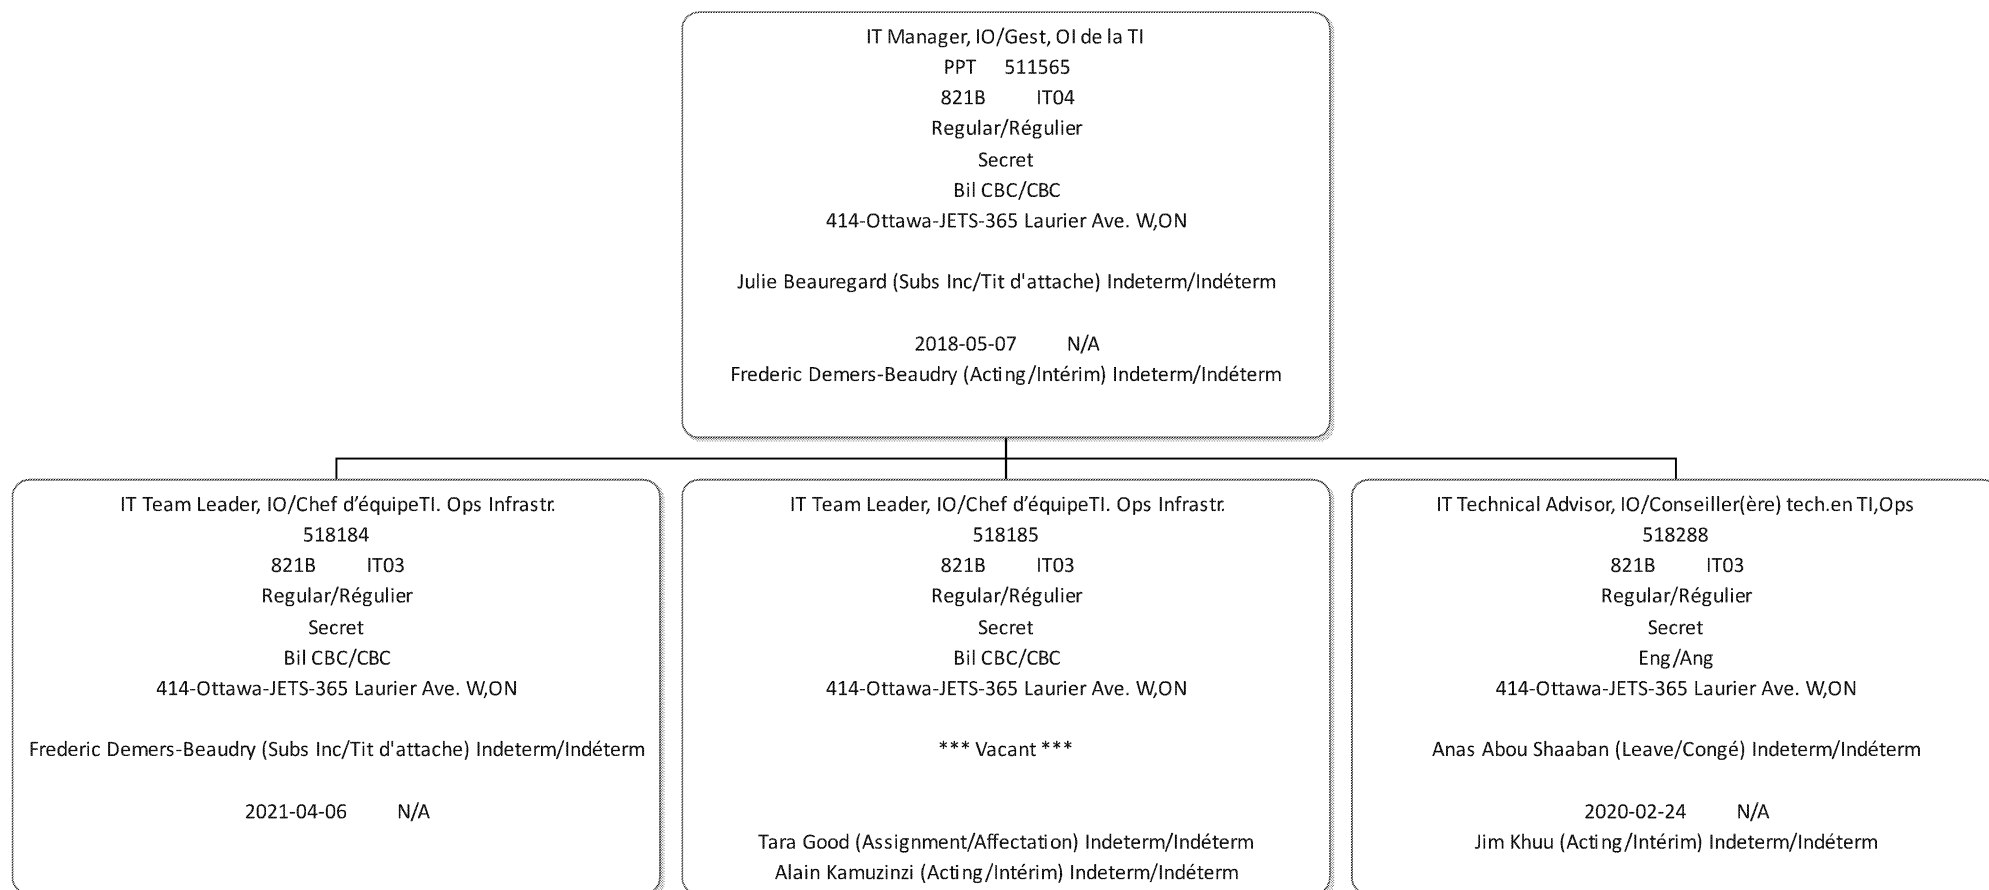 IT Manager, IO/Gest, OI de la TI
PPT 511565
821B IT04
Regular/Régulier
Secret
Bil CBC/CBC
414-Ottawa-JETS-365 Laurier Ave. W,ON
Julie Beauregard (Subs Inc/Tit d'attache) Indeterm/Indéterm
2018-05-07 N/A
Frederic Demers-Beaudry (Acting/Intérim) Indeterm/Indéterm
IT Team Leader, IO/Chef d’équipeTI. Ops Infrastr.
518184
821B IT03
Regular/Régulier
Secret
Bil CBC/CBC
414-Ottawa-JETS-365 Laurier Ave. W,ON
Frederic Demers-Beaudry (Subs Inc/Tit d'attache) Indeterm/Indéterm
2021-04-06 N/A
IT Team Leader, IO/Chef d’équipeTI. Ops Infrastr.
518185
821B IT03
Regular/Régulier
Secret
Bil CBC/CBC
414-Ottawa-JETS-365 Laurier Ave. W,ON
*** Vacant ***
Tara Good (Assignment/Affectation) Indeterm/Indéterm
Alain Kamuzinzi (Acting/Intérim) Indeterm/Indéterm
IT Technical Advisor, IO/Conseiller(ère) tech.en TI,Ops
518288
821B IT03
Regular/Régulier
Secret
Eng/Ang
414-Ottawa-JETS-365 Laurier Ave. W,ON
Anas Abou Shaaban (Leave/Congé) Indeterm/Indéterm
2020-02-24 N/A
Jim Khuu (Acting/Intérim) Indeterm/Indéterm